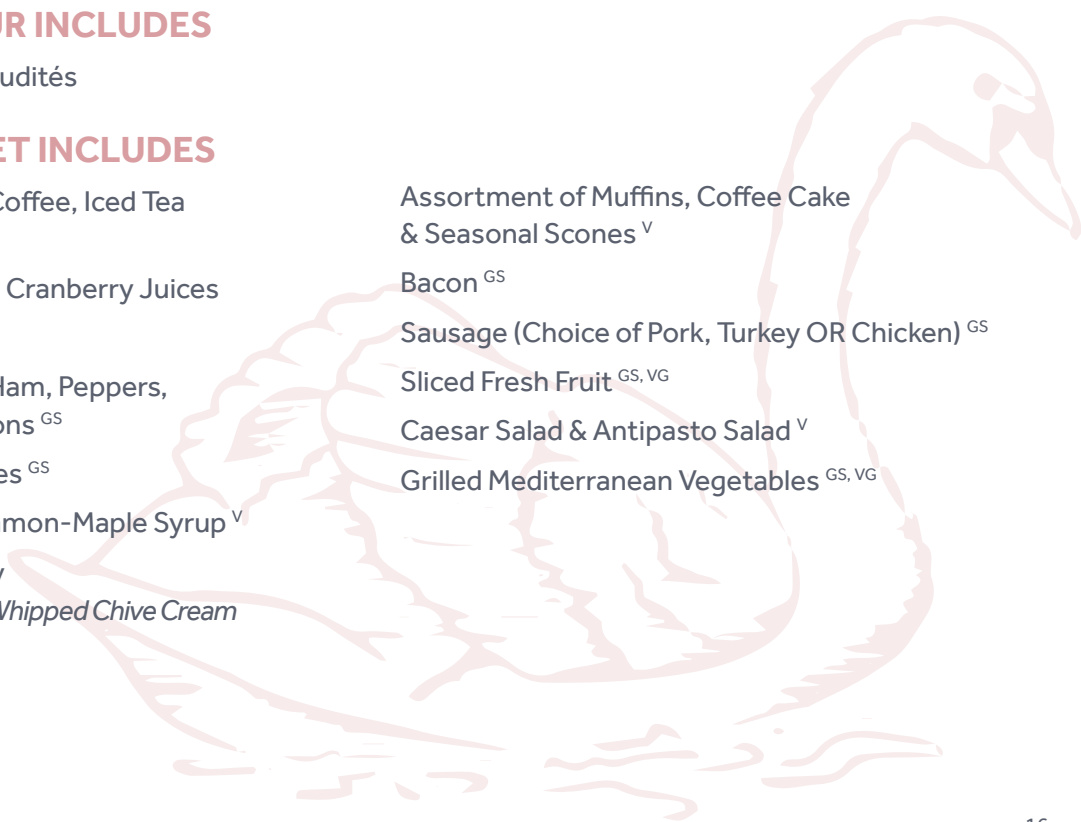 UR INCLUDES
udités
ET INCLUDES
Coffee, Iced Tea
Cranberry Juices
Ham, Peppers,
ons GS
es GS
amon-Maple Syrup V
Whipped Chive Cream
Assortment of Muffins, Coffee Cake
& Seasonal Scones V
Bacon GS
Sausage (Choice of Pork, Turkey OR Chicken) GS
Sliced Fresh Fruit GS, VG
Caesar Salad & Antipasto Salad V
Grilled Mediterranean Vegetables GS, VG